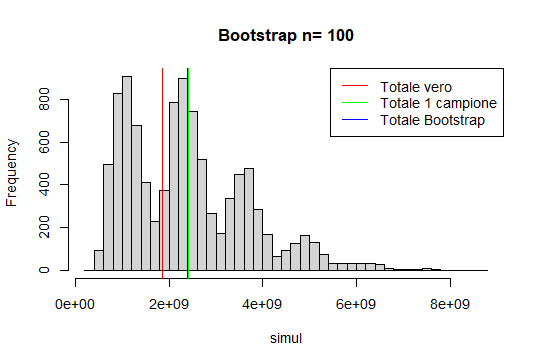 Bootstrap n= 100
Totale vero
Totale 1 campione
Totale Bootstrap
Frequency
800
600
400
200
0
0e+00 2e+09 4e+09 6e+09 8e+09
simul